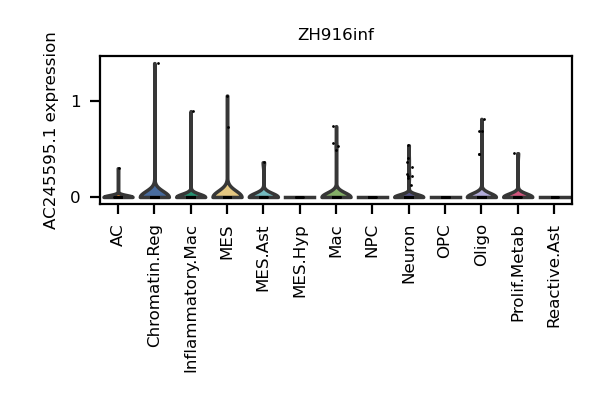 ZH916inf
AC245595.1 expression
1
0
AC
Chromatin.Reg
Inflammatory.Mac
MES
MES.Ast
MES.Hyp
Mac
NPC
Neuron
OPC
Oligo
Prolif.Metab
Reactive.Ast